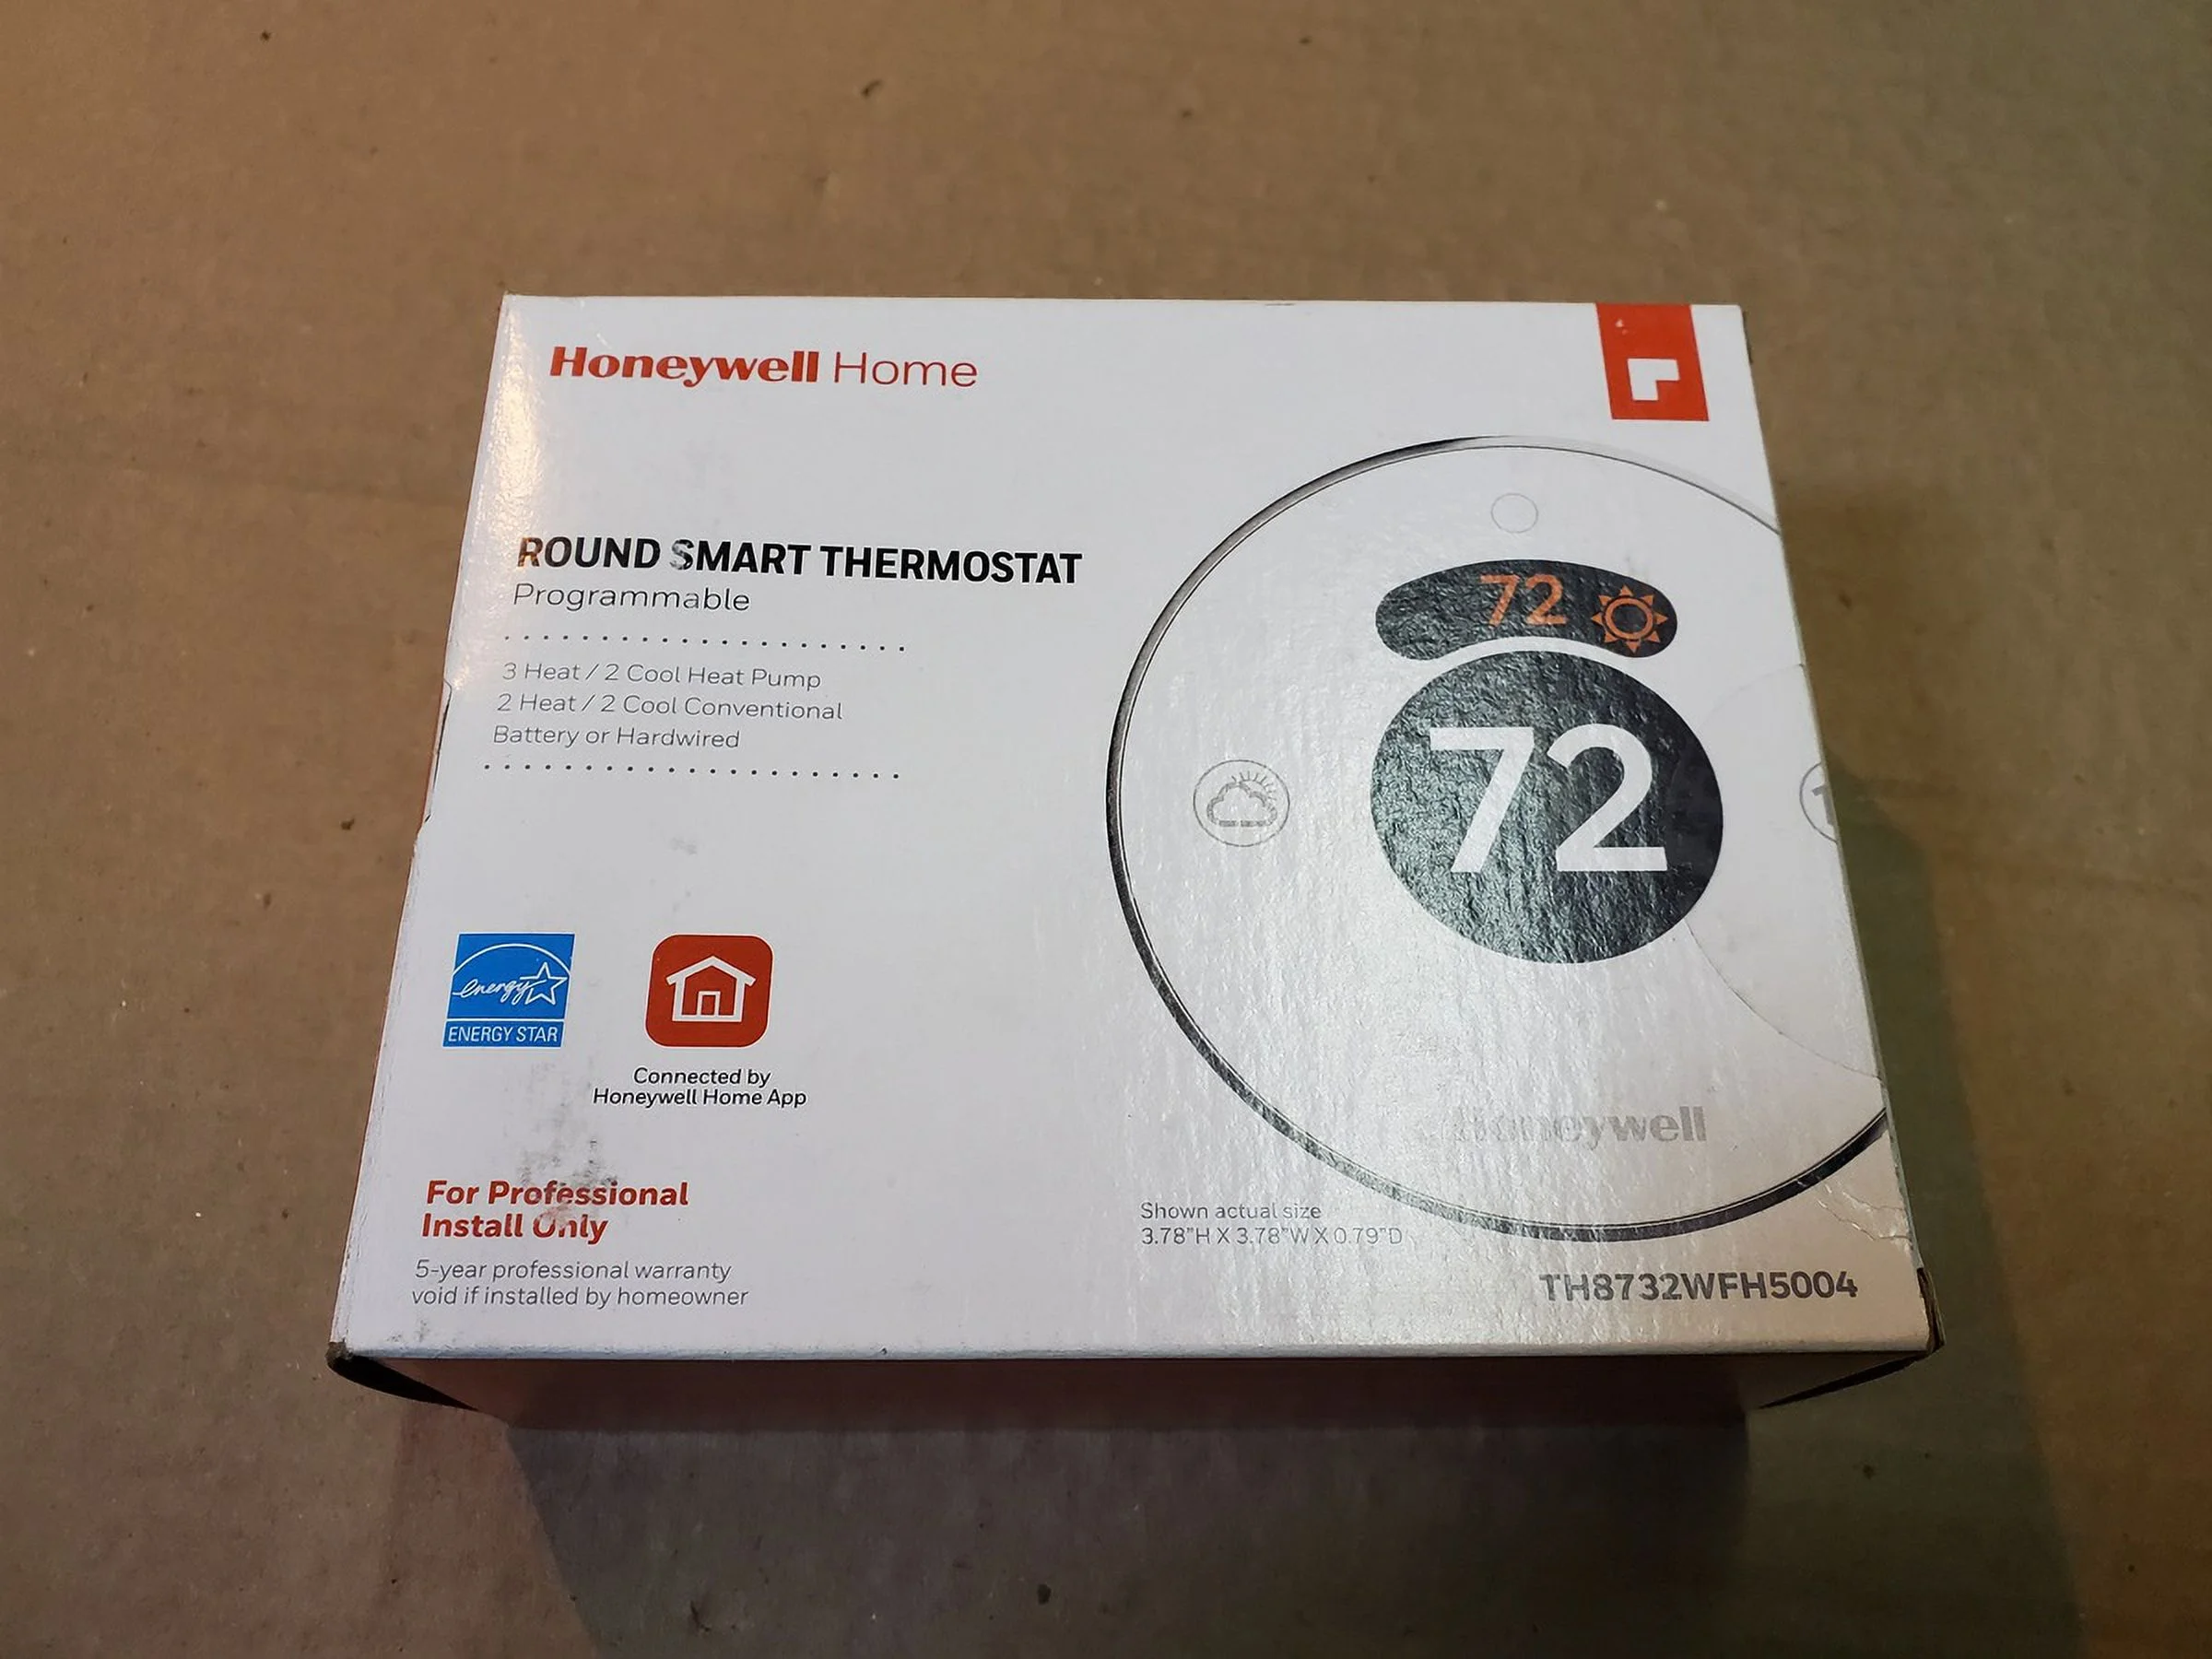 Honeywell Home
ROUND SMART THERMOSTAT
Programmable
3 Heat / 2 Cool Heat Pump
2 Heat / 2 Cool Conventional
Battery or Hardwired
72
72
energy
ENERGY STAR
Connected by
Honeywell Home App
Honeywell
For Professional
Install Only
5-year professional warranty
void if installed by homeowner
Shown actual size
3.78"H X 3.78"W X 0.79"D
TH8732WFH5004